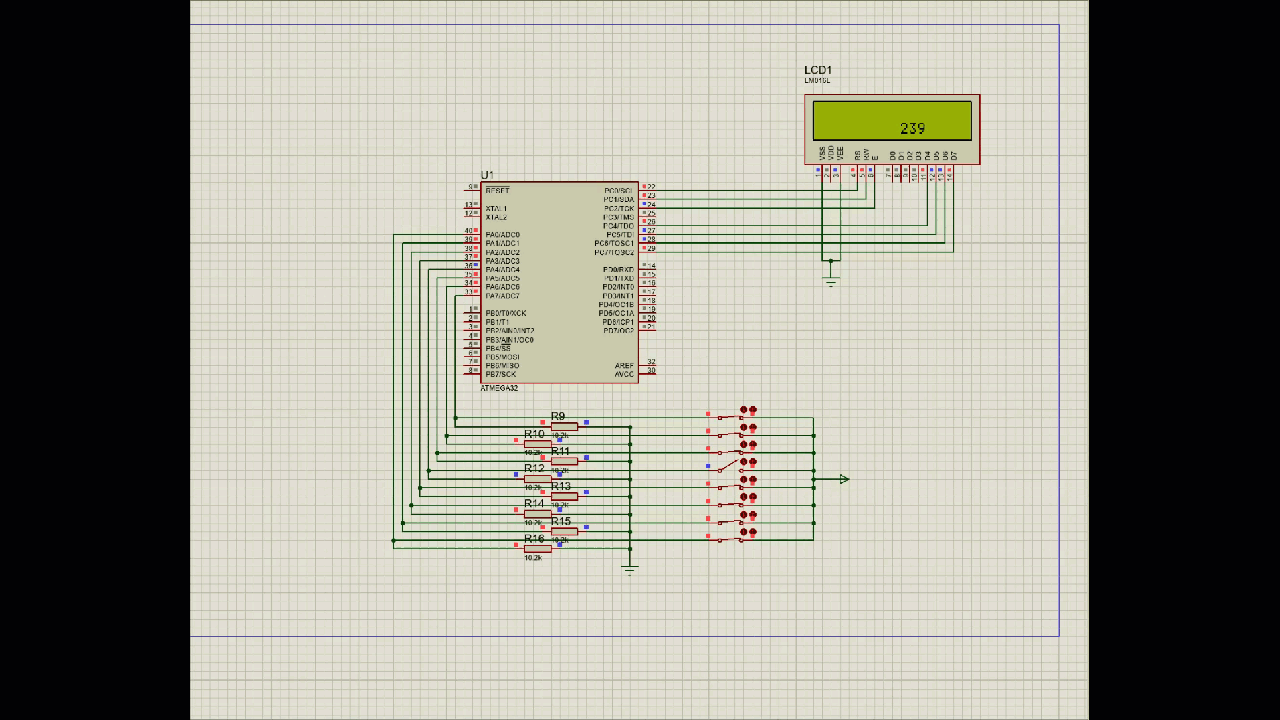 LCD1
LM016L
239
VSS VDD VEE RS RW E D0 D1 D2 D3 D4 D5 D6 D7
1 2 3 4 5 6 7 8 9 10 11 12 13 14
U1
9 RESET PC0/SCL 22
PC1/SDA 23
13 XTAL1 PC2/TCK 24
12 XTAL2 PC3/TMS 25
PC4/TDO 26
40 PA0/ADC0 PC5/TDI 27
39 PA1/ADC1 PC6/TOSC1 28
38 PA2/ADC2 PC7/TOSC2 29
37 PA3/ADC3
36 PA4/ADC4 PD0/RXD 14
35 PA5/ADC5 PD1/TXD 15
34 PA6/ADC6 PD2/INT0 16
33 PA7/ADC7 PD3/INT1 17
PD4/OC1B 18
1 PB0/T0/XCK PD5/OC1A 19
2 PB1/T1 PD6/ICP1 20
3 PB2/AIN0/INT2 PD7/OC2 21
4 PB3/AIN1/OC0
5 PB4/SS
6 PB5/MOSI
7 PB6/MISO AREF 32
8 PB7/SCK AVCC 30
ATMEGA32
R9
10.2k
R10
10.2k
R11
10.2k
R12
10.2k
R13
10.2k
R14
10.2k
R15
10.2k
R16
10.2k